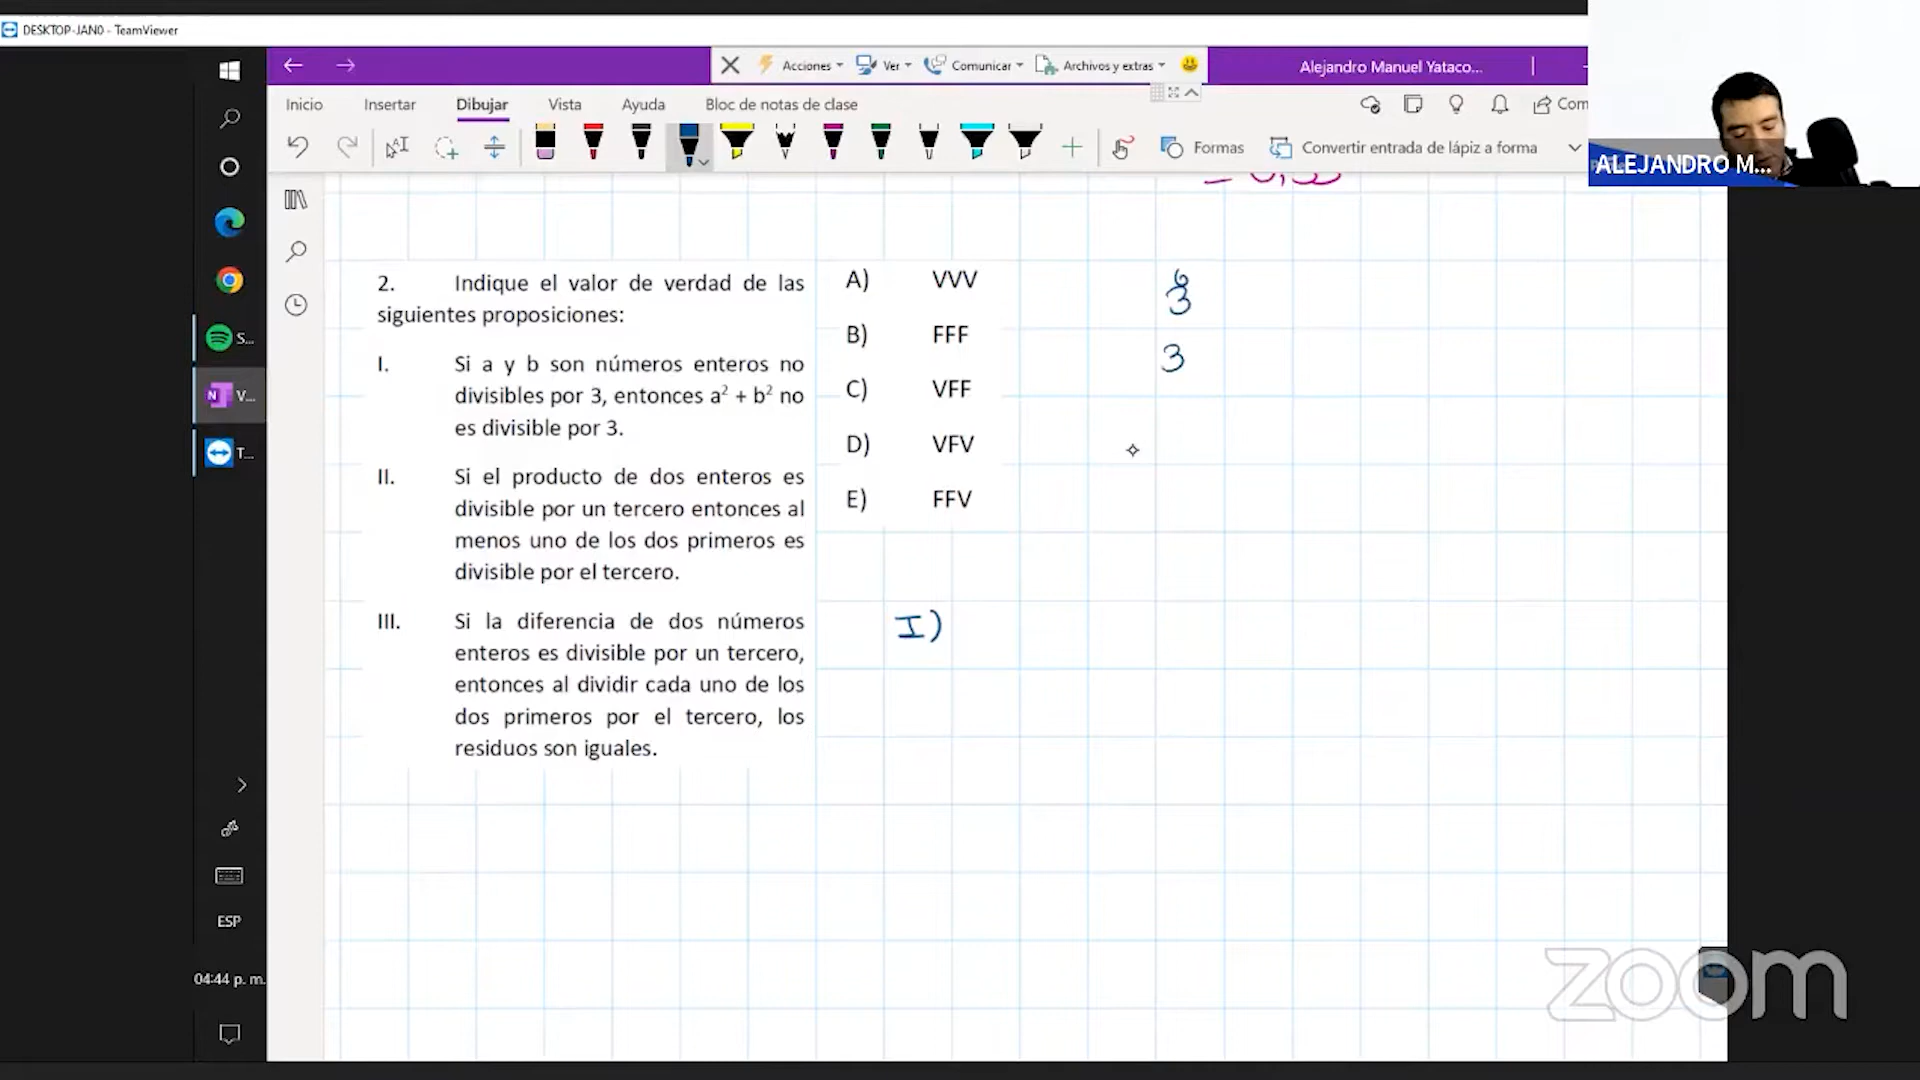 DESKTOP-JAN0 - TeamViewer
Acciones
Ver
Comunicar
Archivos y extras
Alejandro Manuel Yataco...
Inicio
Insertar
Dibujar
Vista
Ayuda
Bloc de notas de clase
Com
Formas
Convertir entrada de lápiz a forma
ALEJANDRO M...
2. Indique el valor de verdad de las
siguientes proposiciones:
I. Si a y b son números enteros no
divisibles por 3, entonces a² + b² no
es divisible por 3.
II. Si el producto de dos enteros es
divisible por un tercero entonces al
menos uno de los dos primeros es
divisible por el tercero.
III. Si la diferencia de dos números
enteros es divisible por un tercero,
entonces al dividir cada uno de los
dos primeros por el tercero, los
residuos son iguales.
A) VVV
B) FFF
C) VFF
D) VFV
E) FFV
6
3
3
I)
S...
V...
T...
ESP
04:44 p. m.
zoom